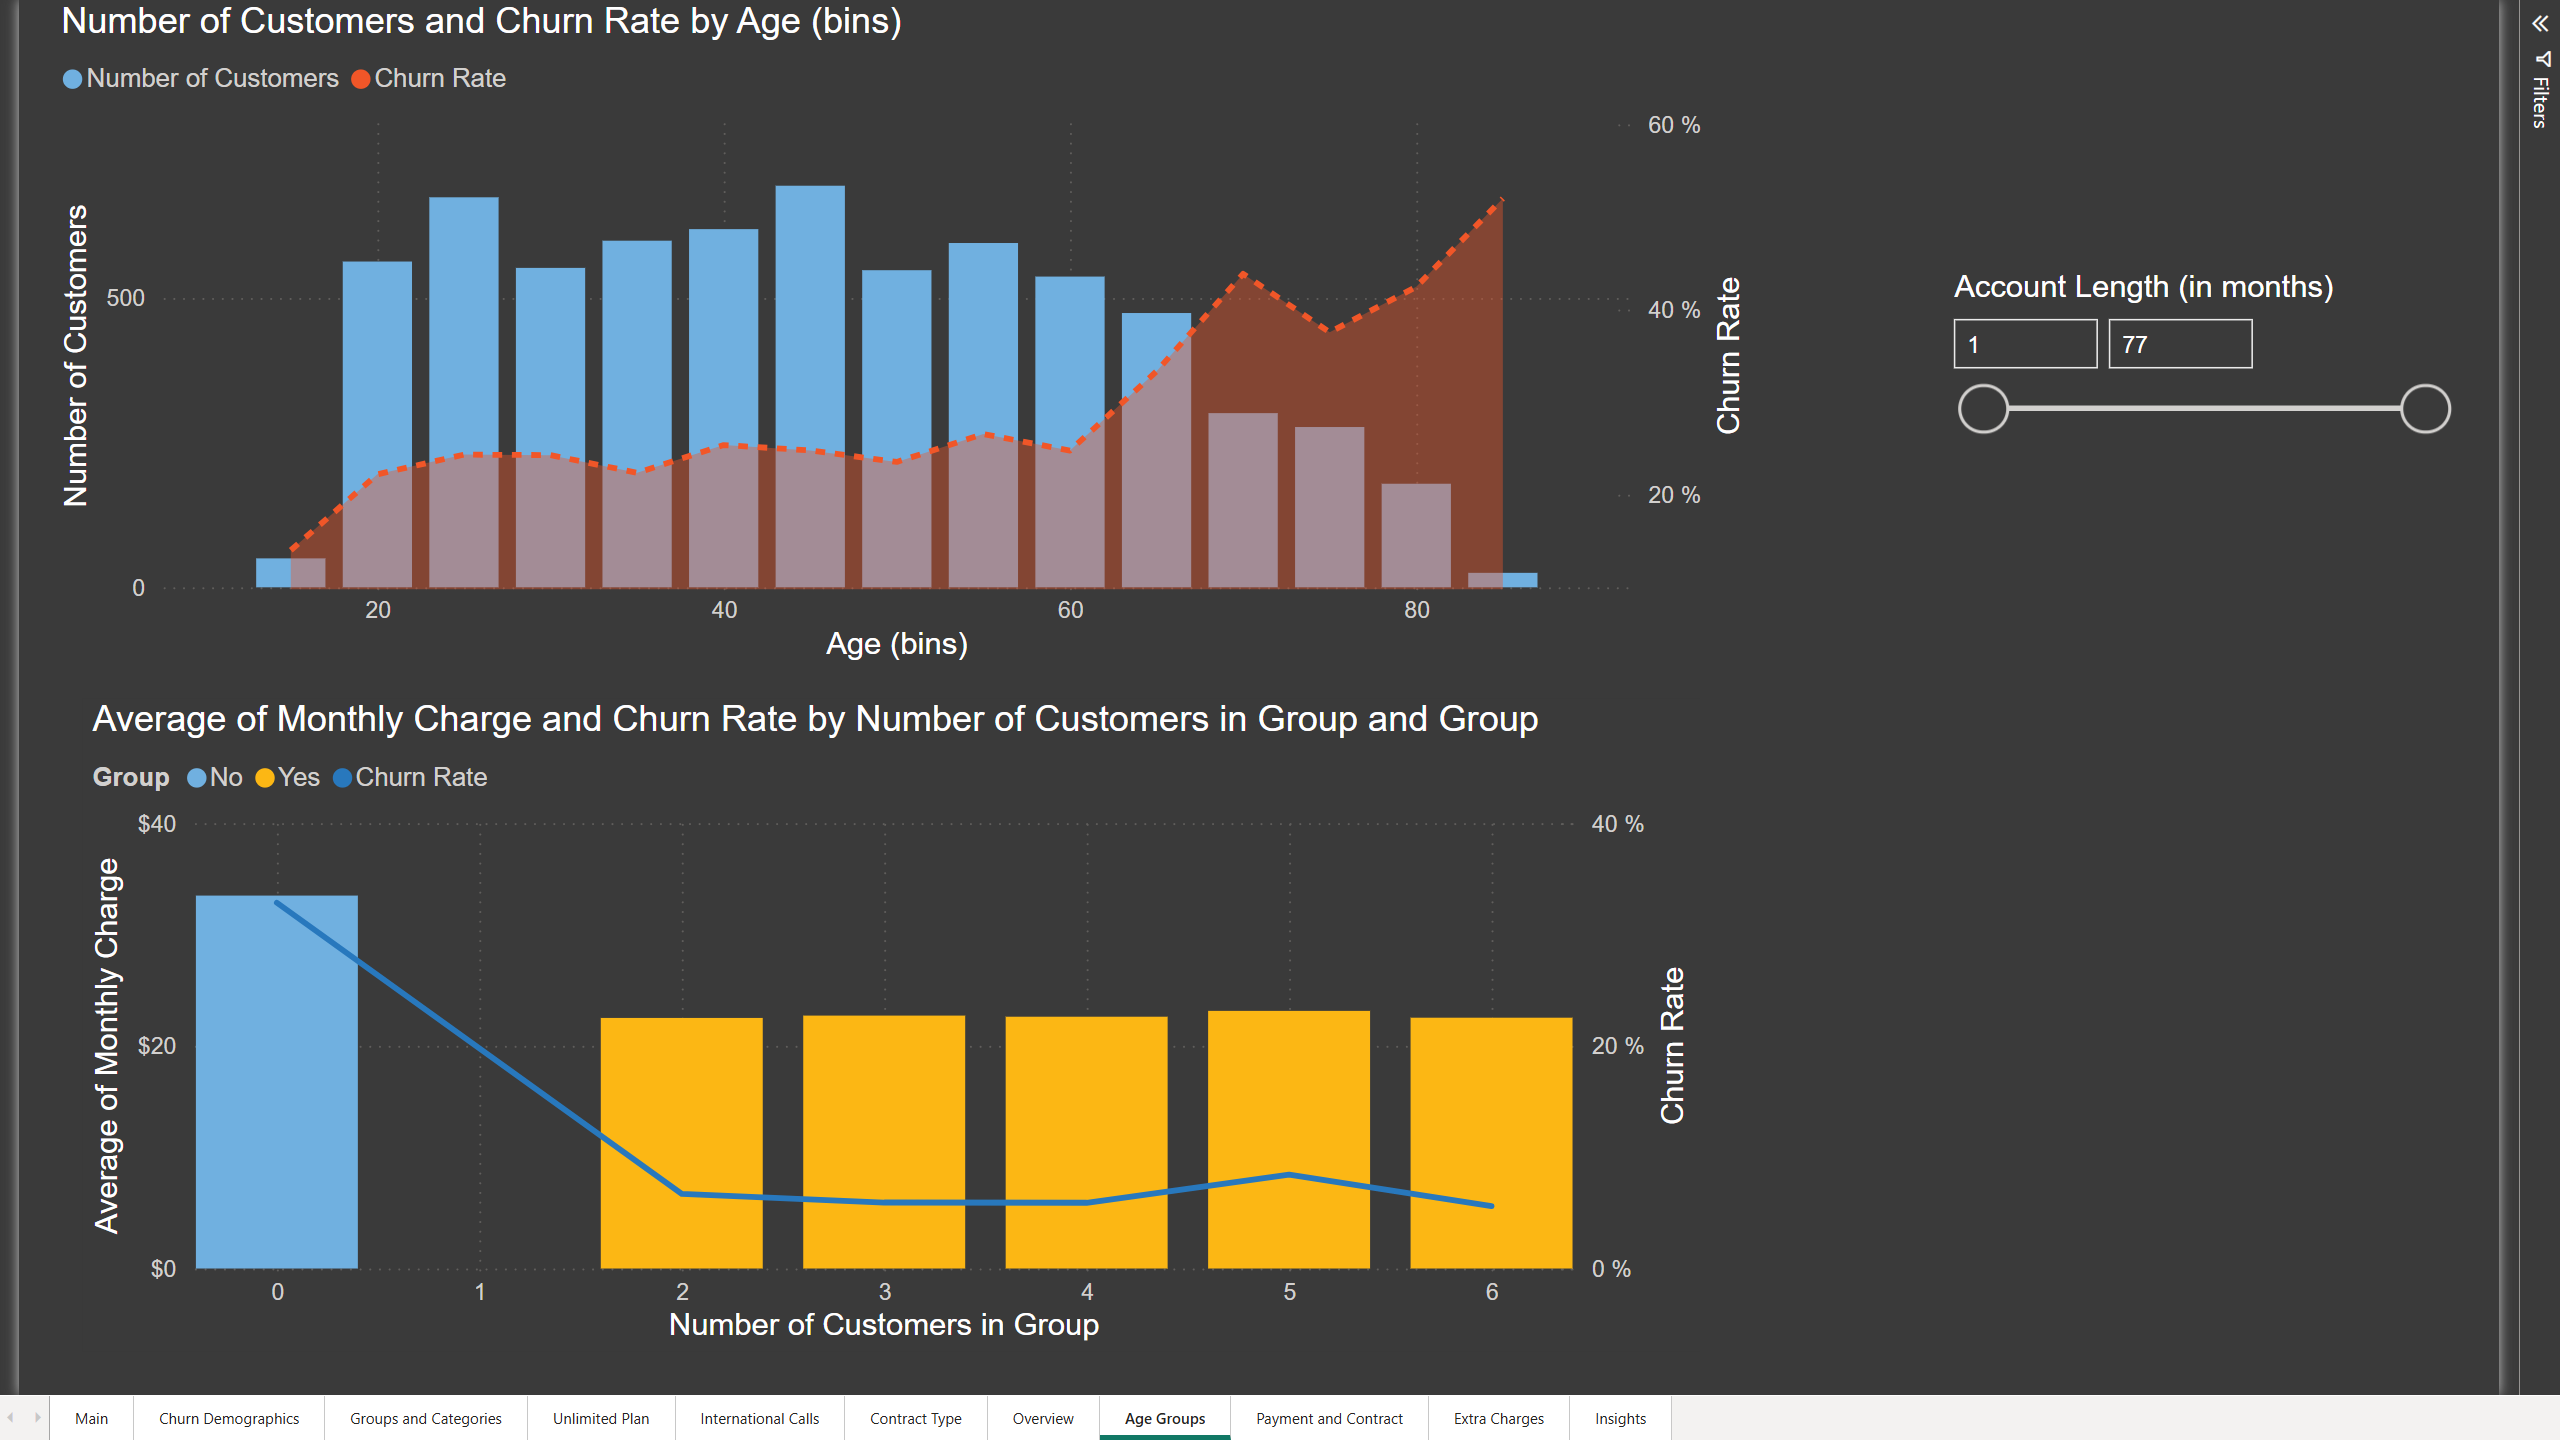 Number of Customers and Churn Rate by Age (bins)
Number of Customers Churn Rate
60 %
40 %
20 %
500
0
Number of Customers
Churn Rate
20 40 60 80
Age (bins)
Account Length (in months)
1 77
Filters
Average of Monthly Charge and Churn Rate by Number of Customers in Group and Group
Group No Yes Churn Rate
$40
$20
$0
Average of Monthly Charge
40 %
20 %
0 %
Churn Rate
0 1 2 3 4 5 6
Number of Customers in Group
Main Churn Demographics Groups and Categories Unlimited Plan International Calls Contract Type Overview Age Groups Payment and Contract Extra Charges Insights